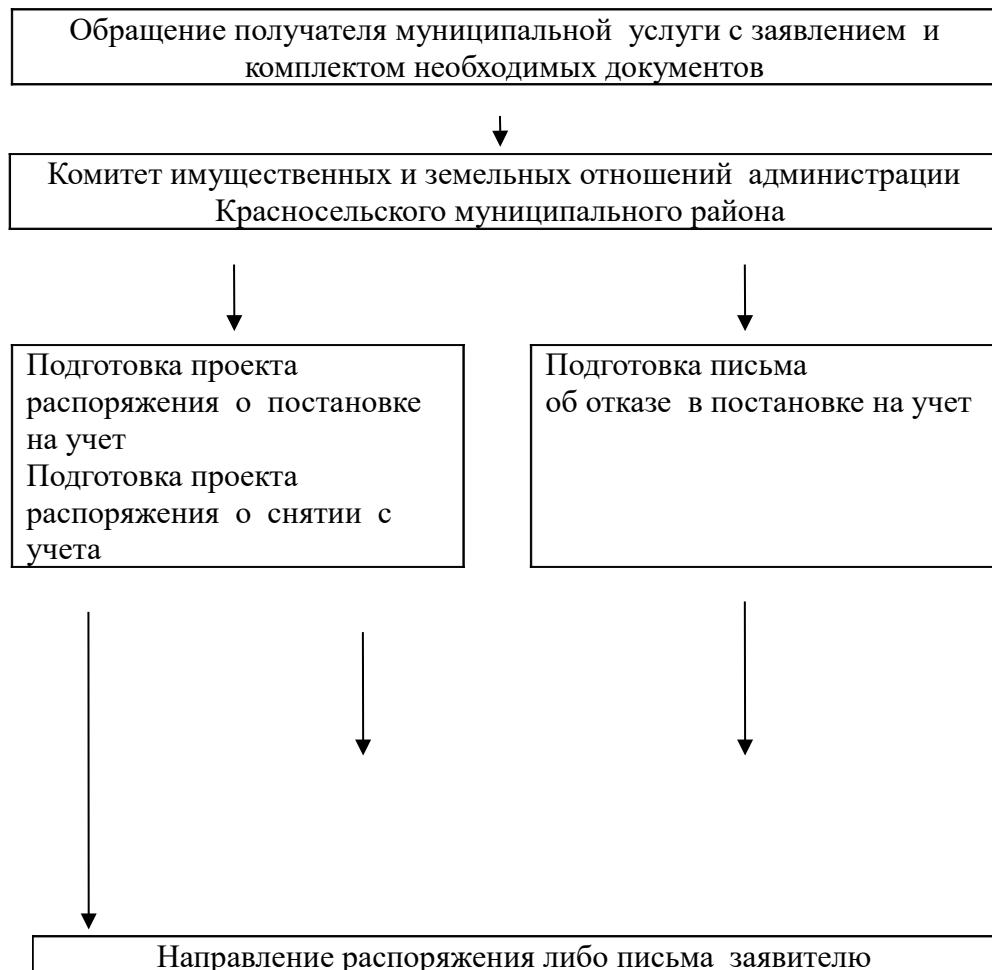 Обращение получателя муниципальной услуги с заявлением и
комплектом необходимых документов
Комитет имущественных и земельных отношений администрации
Красносельского муниципального района
Подготовка проекта
распоряжения о постановке
на учет
Подготовка проекта
распоряжения о снятии с
учета
Подготовка письма
об отказе в постановке на учет
Направление распоряжения либо письма заявителю